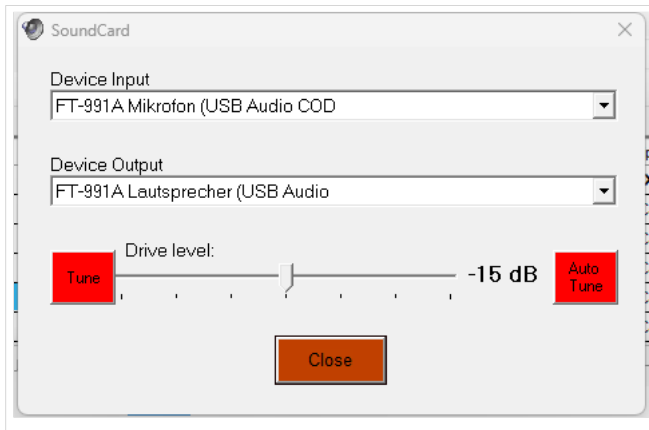 SoundCard
Device Input
FT-991A Mikrofon (USB Audio COD
Device Output
FT-991A Lautsprecher (USB Audio
Drive level:
Tune
-15 dB
Auto
Tune
Close